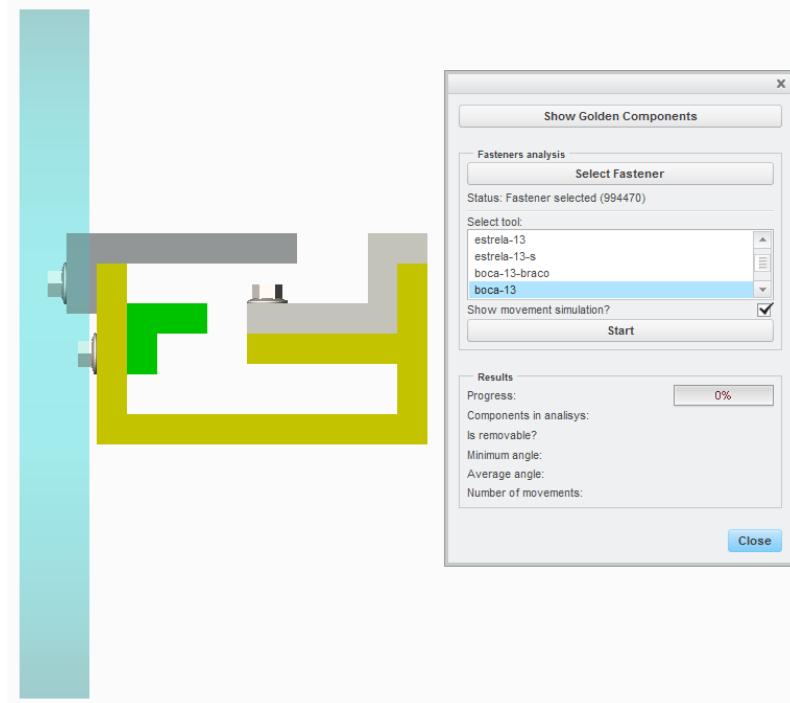 x
Show Golden Components
Fasteners analysis
Select Fastener
Status: Fastener selected (994470)
Select tool:
estrela-13
estrela-13-s
boca-13-braco
boca-13
Show movement simulation?
Start
Results
Progress: 0%
Components in analisys:
Is removable?
Minimum angle:
Average angle:
Number of movements:
Close